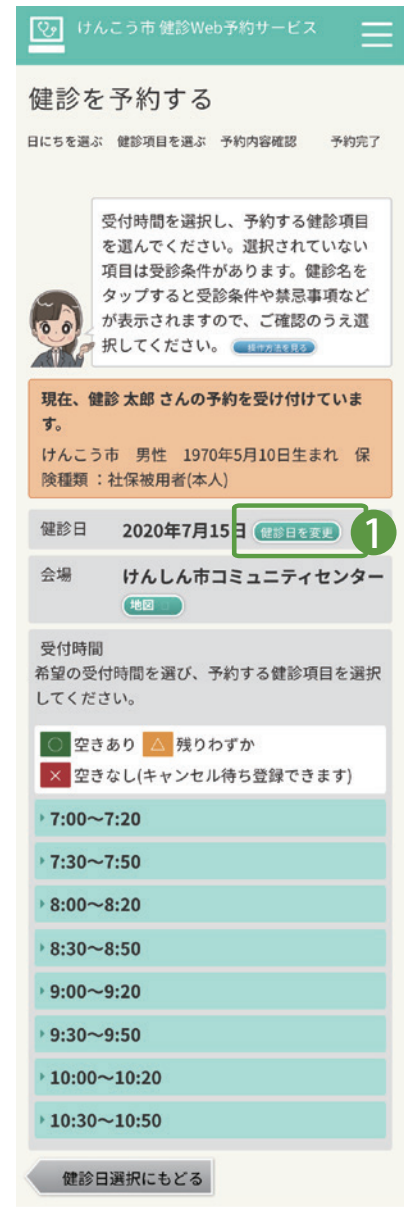 けんこう市 健診Web予約サービス
健診を予約する
日にちを選ぶ 健診項目を選ぶ 予約内容確認 予約完了
受付時間を選択し、予約する健診項目
を選んでください。選択されていない
項目は受診条件があります。健診名を
タップすると受診条件や禁忌事項など
が表示されますので、ご確認のうえ選
択してください。 操作方法を見る
現在、健診 太郎 さんの予約を受け付けていま
す。
けんこう市 男性 1970年5月10日生まれ 保
険種類 ：社保被用者(本人)
健診日 2020年7月15日 健診日を変更 1
会場 けんしん市コミュニティセンター
地図
受付時間
希望の受付時間を選び、予約する健診項目を選択
してください。
○ 空きあり △ 残りわずか
× 空きなし(キャンセル待ち登録できます)
7:00〜7:20
7:30〜7:50
8:00〜8:20
8:30〜8:50
9:00〜9:20
9:30〜9:50
10:00〜10:20
10:30〜10:50
健診日選択にもどる